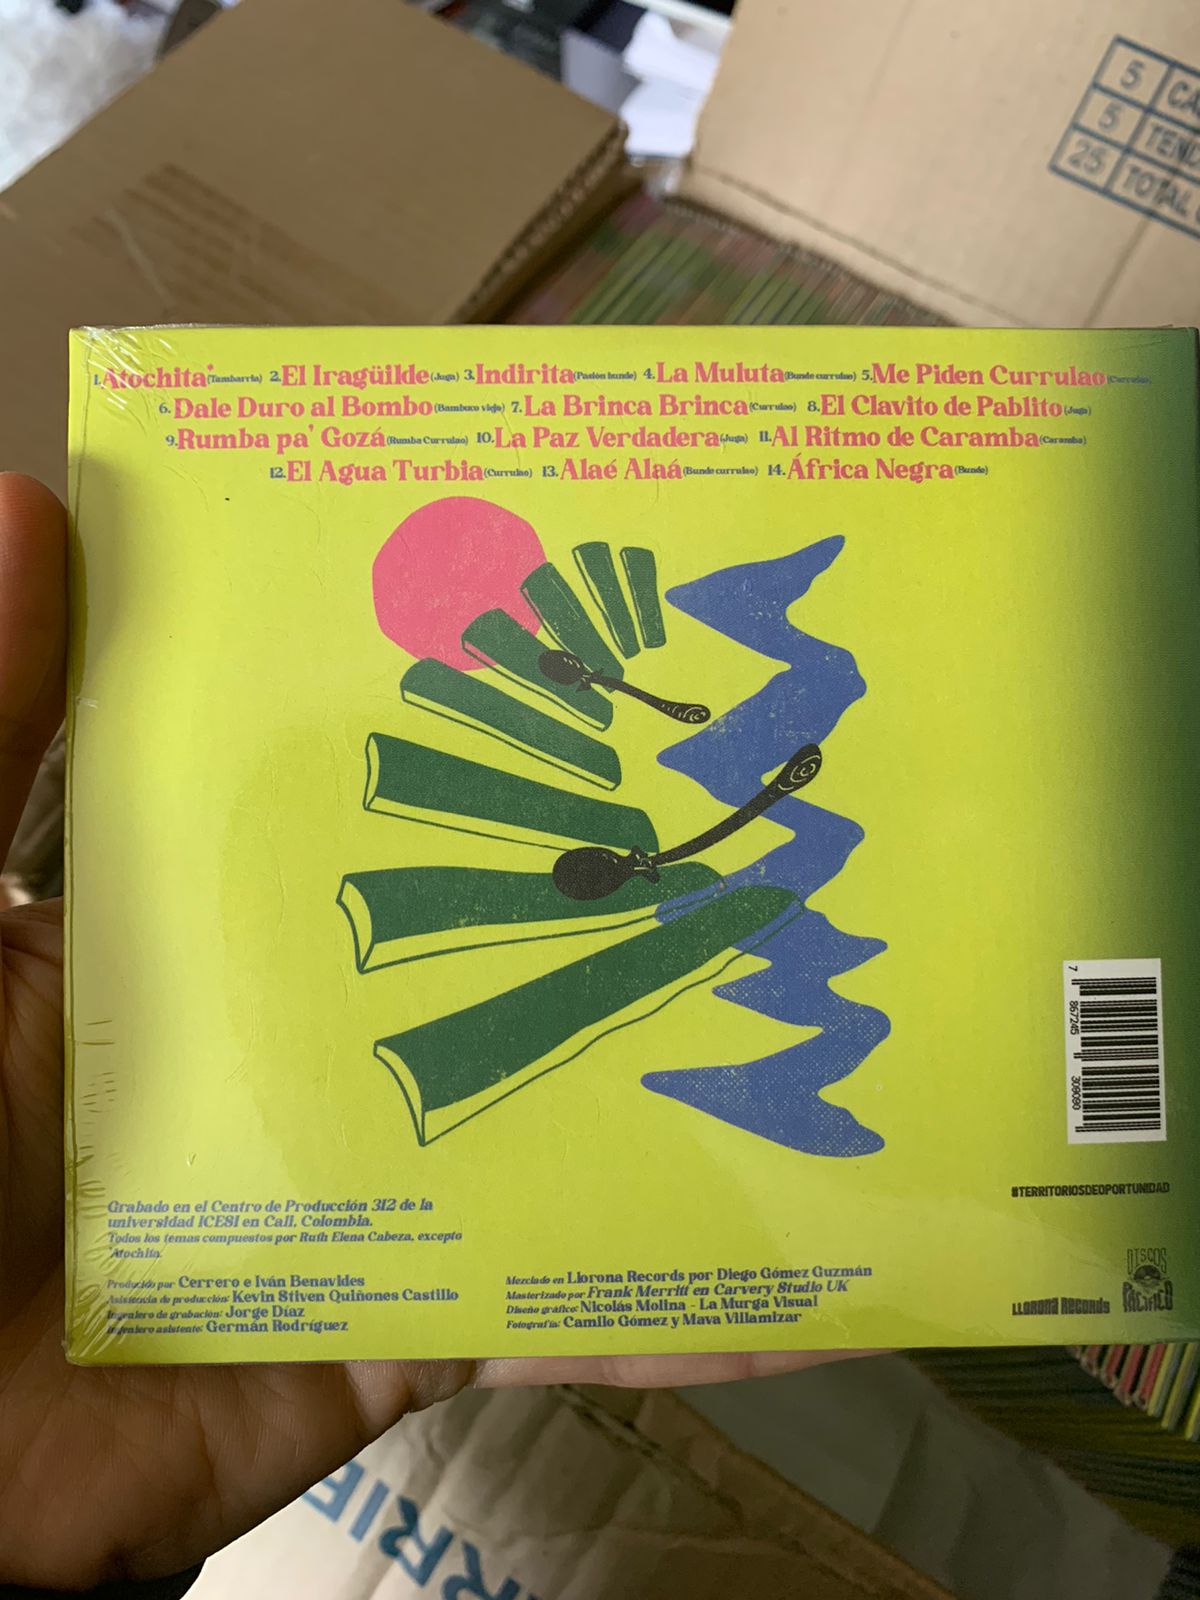 5 CA
5 TEND
25 TOTAL
1.Atochita*(Tambarria) 2.El Iragüilde(Juga) 3.Indirita(Pasión bunde) 4.La Muluta(Bunde currulao) 5.Me Piden Currulao(Currulao)
6.Dale Duro al Bombo(Bambuco viejo) 7.La Brinca Brinca(Currulao) 8.El Clavito de Pablito(Juga)
9.Rumba pa' Gozá(Rumba Currulao) 10.La Paz Verdadera(Juga) 11.Al Ritmo de Caramba(Caramba)
12.El Agua Turbia(Currulao) 13.Alaé Alaá(Bunde currulao) 14.África Negra(Bunde)
7 867245 309090
#TERRITORIOSDEOPORTUNIDAD
Grabado en el Centro de Producción 312 de la
universidad ICESI en Cali, Colombia.
Todos los temas compuestos por Ruth Elena Cabeza, excepto
*Atochita.
Producido por Cerrero e Iván Benavides
Asistencia de producción: Kevin Stiven Quiñones Castillo
Ingeniero de grabación: Jorge Díaz
Ingeniero asistente: Germán Rodríguez
Mezclado en Llorona Records por Diego Gómez Guzmán
Masterizado por Frank Merritt en Carvery Studio UK
Diseño gráfico: Nicolás Molina - La Murga Visual
Fotografía: Camilo Gómez y Mava Villamizar
LLORONA RECORDS
DISCOS
PACIFICO
RRIE